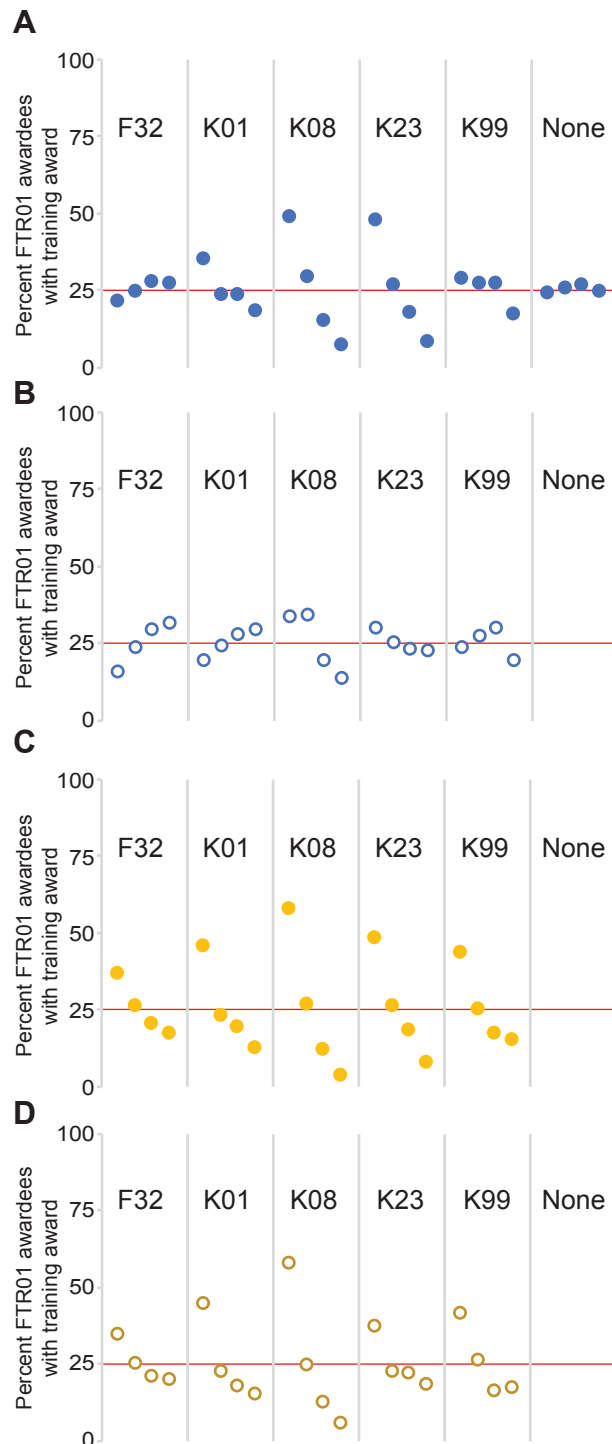 A
Percent FTR01 awardees
with training award
100
75
50
25
0
F32 K01 K08 K23 K99 None
B
Percent FTR01 awardees
with training award
100
75
50
25
0
F32 K01 K08 K23 K99 None
C
Percent FTR01 awardees
with training award
100
75
50
25
0
F32 K01 K08 K23 K99 None
D
Percent FTR01 awardees
with training award
100
75
50
25
0
F32 K01 K08 K23 K99 None